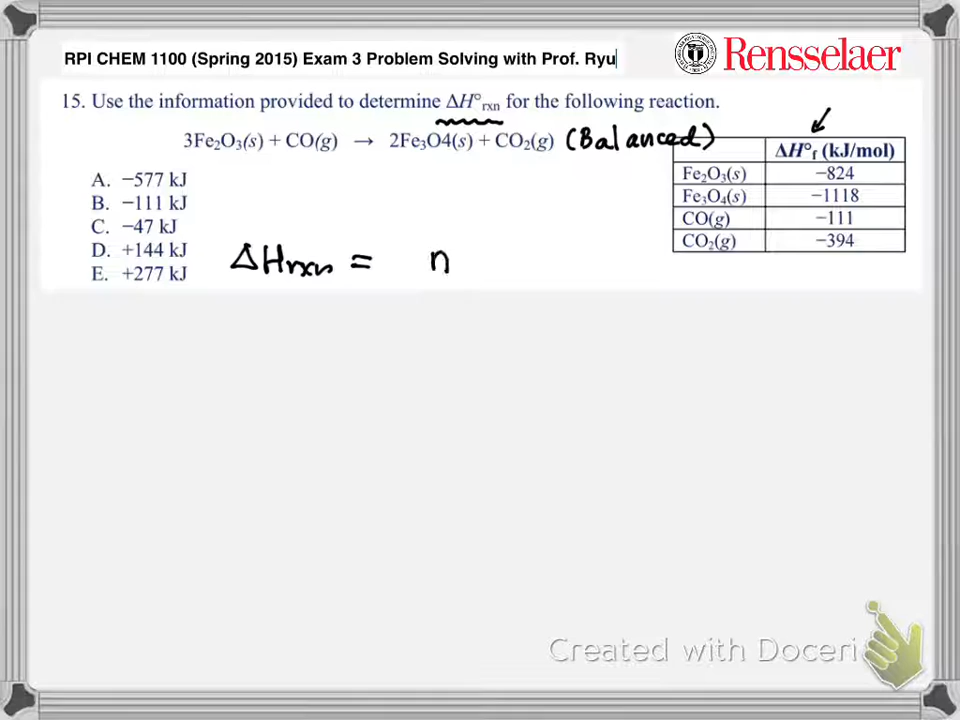 RPI CHEM 1100 (Spring 2015) Exam 3 Problem Solving with Prof. Ryu
Rensselaer
15. Use the information provided to determine ΔH°rxn for the following reaction.
3Fe₂O₃(s) + CO(g) → 2Fe₃O4(s) + CO₂(g) (Balanced)
ΔH°f (kJ/mol)
Fe₂O₃(s) −824
Fe₃O₄(s) −1118
CO(g) −111
CO₂(g) −394
A. −577 kJ
B. −111 kJ
C. −47 kJ
D. +144 kJ
E. +277 kJ
ΔHrxn = n
Created with Doceri